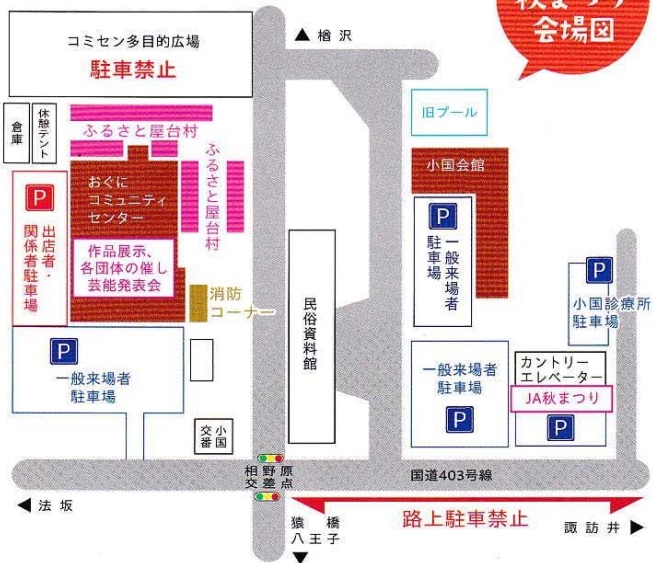 会場図
コミセン多目的広場
駐車禁止
▲ 楢沢
倉庫
休憩テント
ふるさと屋台村
ふるさと屋台村
おぐに
コミュニティ
センター
作品展示、
各団体の催し
芸能発表会
P
出店者・
関係者駐車場
消防
コーナー
P
一般来場者
駐車場
小国
交番
民俗資料館
旧プール
小国会館
P
一般来場者
駐車場
P
小国診療所
駐車場
一般来場者
駐車場
P
カントリー
エレベーター
JA秋まつり
P
相野原
交差点
国道403号線
◀ 法坂
猿橋
八王子
▼
路上駐車禁止
諏訪井 ▶